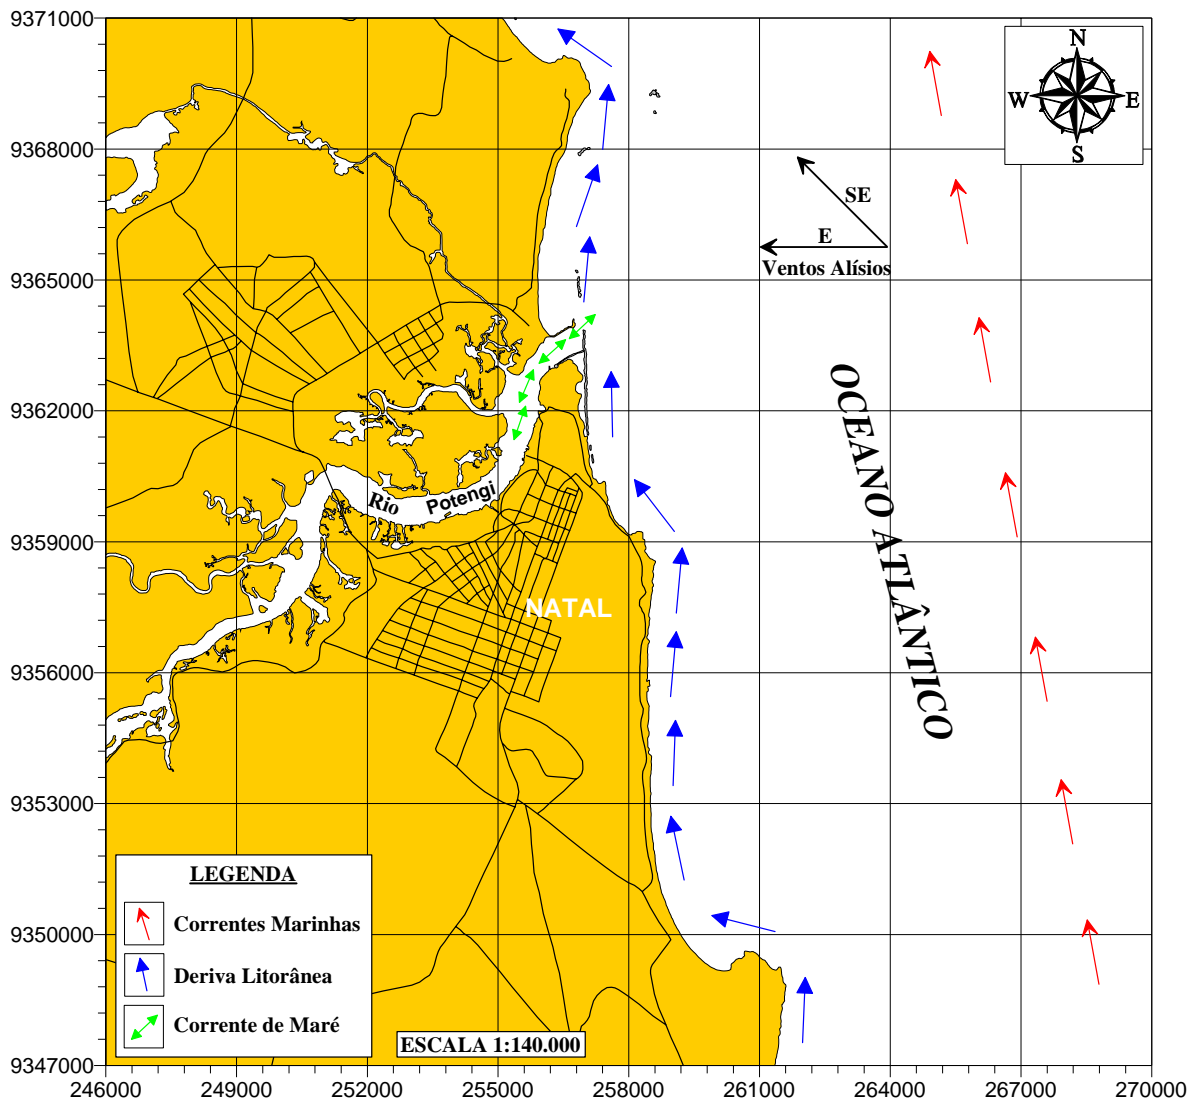 9371000
9368000
9365000
9362000
9359000
9356000
9353000
9350000
9347000
246000 249000 252000 255000 258000 261000 264000 267000 270000
N
W E
S
SE
E
Ventos Alísios
OCEANO ATLÂNTICO
Rio Potengi
NATAL
LEGENDA
Correntes Marinhas
Deriva Litorânea
Corrente de Maré
ESCALA 1:140.000